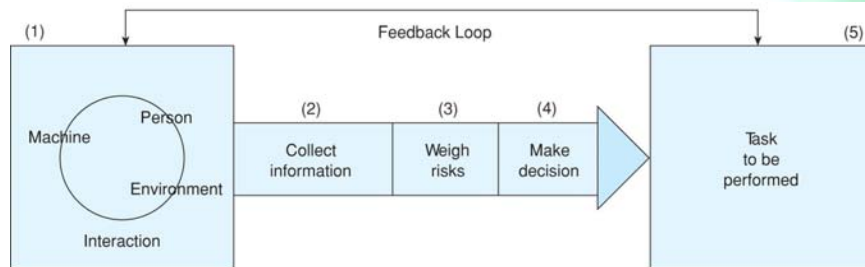 (1)
Feedback Loop
(5)
Machine
Person
Environment
Interaction
(2)
Collect
information
(3)
Weigh
risks
(4)
Make
decision
Task
to be
performed